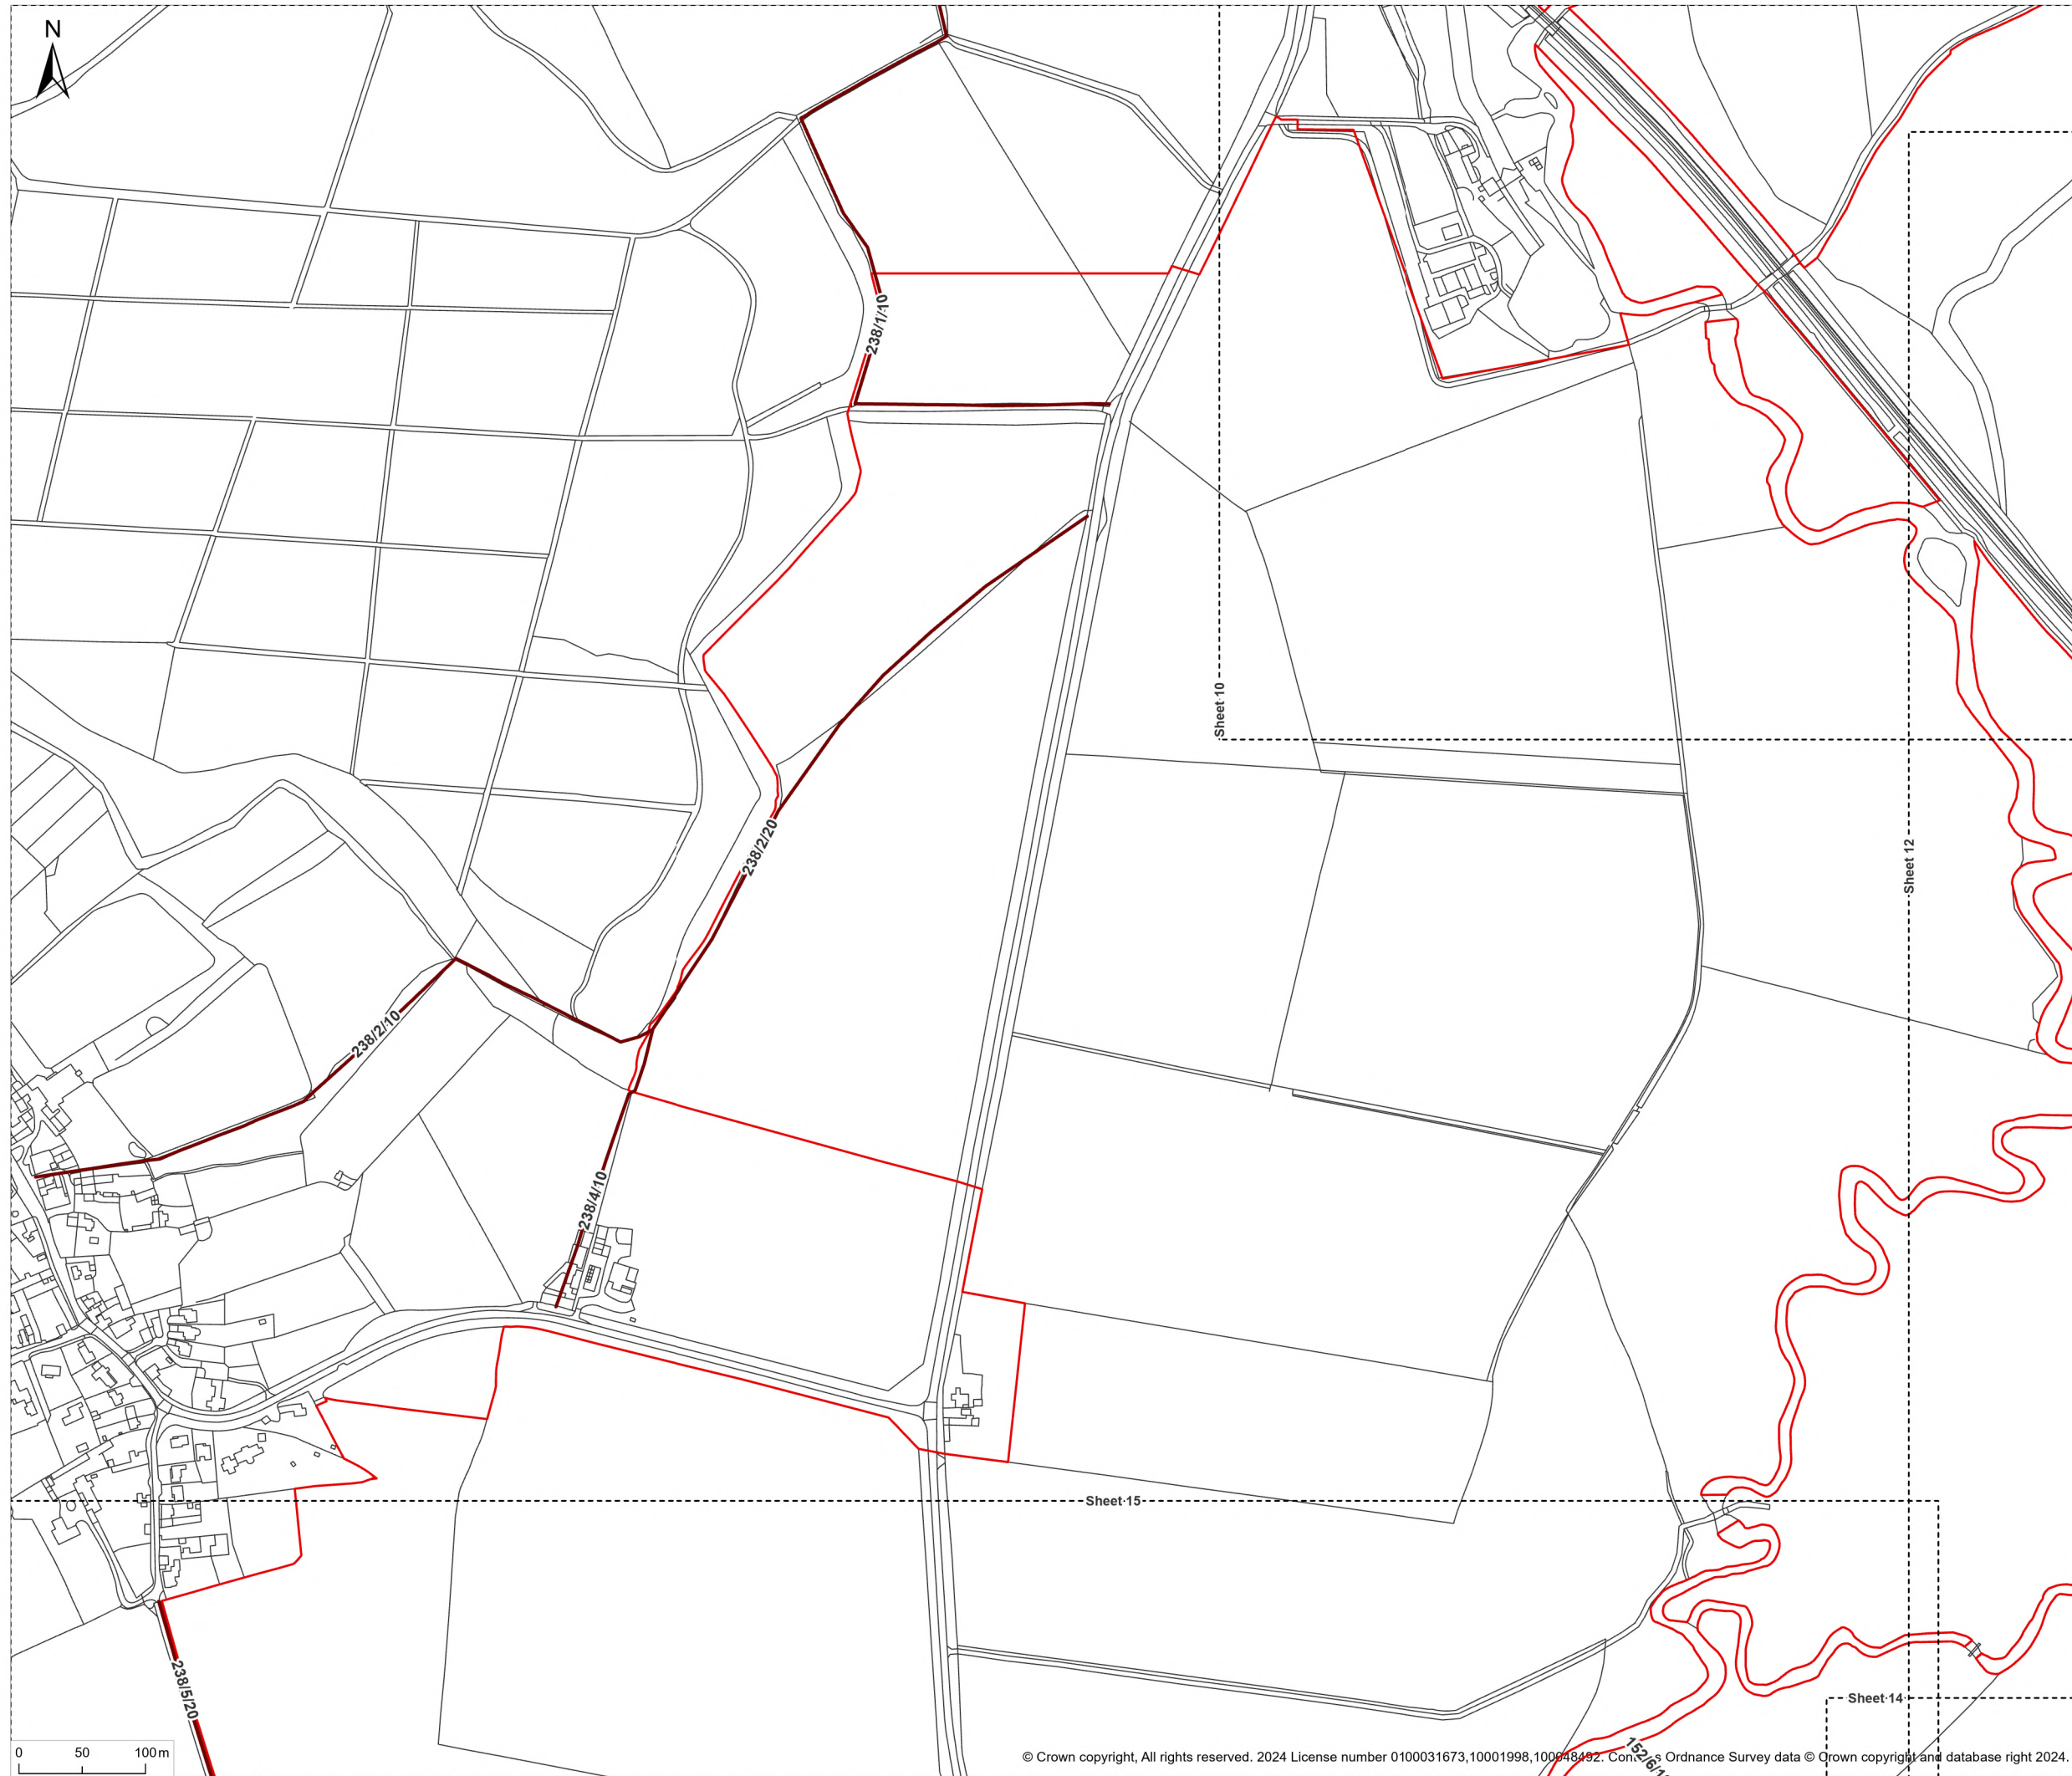 N
238/1/10
Sheet 10
238/2/20
Sheet 12
238/2/10
238/4/10
Sheet 15
238/5/20
Sheet 14
0 50 100 m
© Crown copyright, All rights reserved. 2024 License number 0100031673,10001998,100048492. Ordnance Survey data © Crown copyright and database right 2024.